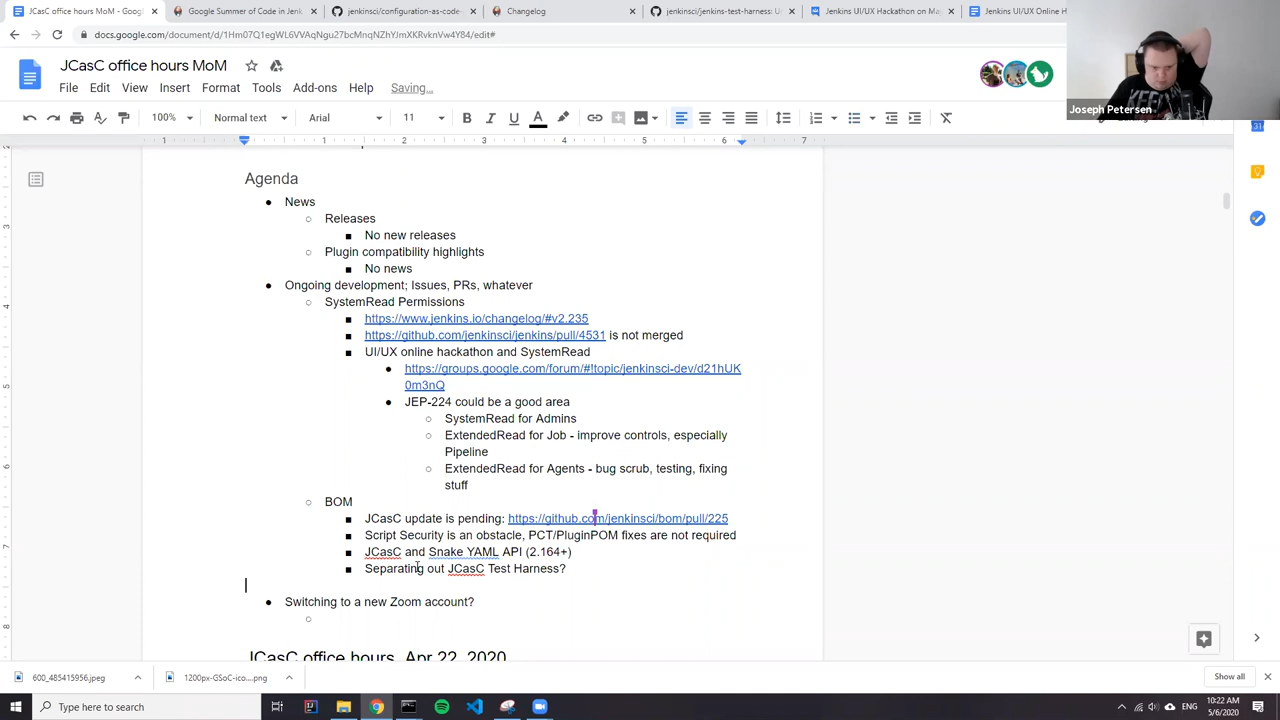 JCasC office hours MoM - Goog
Google Summer of Code in Jenk
jenkinsci/configuration-as-code-
Changelog
jenkinsci/jenkins-test-harness: U
Jenkins UI/UX Hackathon on Ma
Jenkins UI/UX Online H
docs.google.com/document/d/1Hm07Q1egWL6VVAqNgu27bcMnqNZhYJmXKRvknVw4Y84/edit#
JCasC office hours MoM
File Edit View Insert Format Tools Add-ons Help Saving...
100% Normal text Arial 11
Joseph Petersen
1 1 2 3 4 5 6 7
Agenda
News
Releases
No new releases
Plugin compatibility highlights
No news
Ongoing development; Issues, PRs, whatever
SystemRead Permissions
https://www.jenkins.io/changelog/#v2.235
https://github.com/jenkinsci/jenkins/pull/4531 is not merged
UI/UX online hackathon and SystemRead
https://groups.google.com/forum/#!topic/jenkinsci-dev/d21hUK
0m3nQ
JEP-224 could be a good area
SystemRead for Admins
ExtendedRead for Job - improve controls, especially
Pipeline
ExtendedRead for Agents - bug scrub, testing, fixing
stuff
BOM
JCasC update is pending: https://github.com/jenkinsci/bom/pull/225
Script Security is an obstacle, PCT/PluginPOM fixes are not required
JCasC and Snake YAML API (2.164+)
Separating out JCasC Test Harness?
Switching to a new Zoom account?
JCasC office hours, Apr 22, 2020
600_485415956.jpeg
1200px-GSoC-ico....png
Show all
Type here to search
10:22 AM
5/6/2020